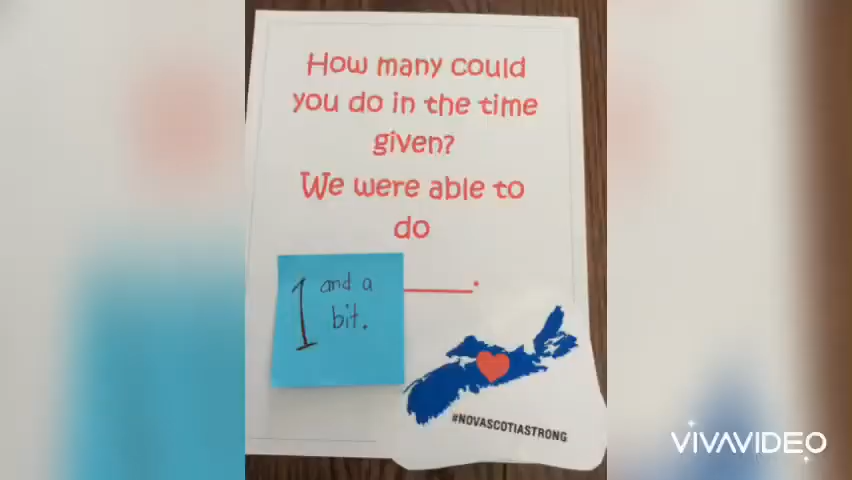 How many could
you do in the time
given?
We were able to
do
1 and a
bit.
#NOVASCOTIASTRONG
VIVAVIDEO